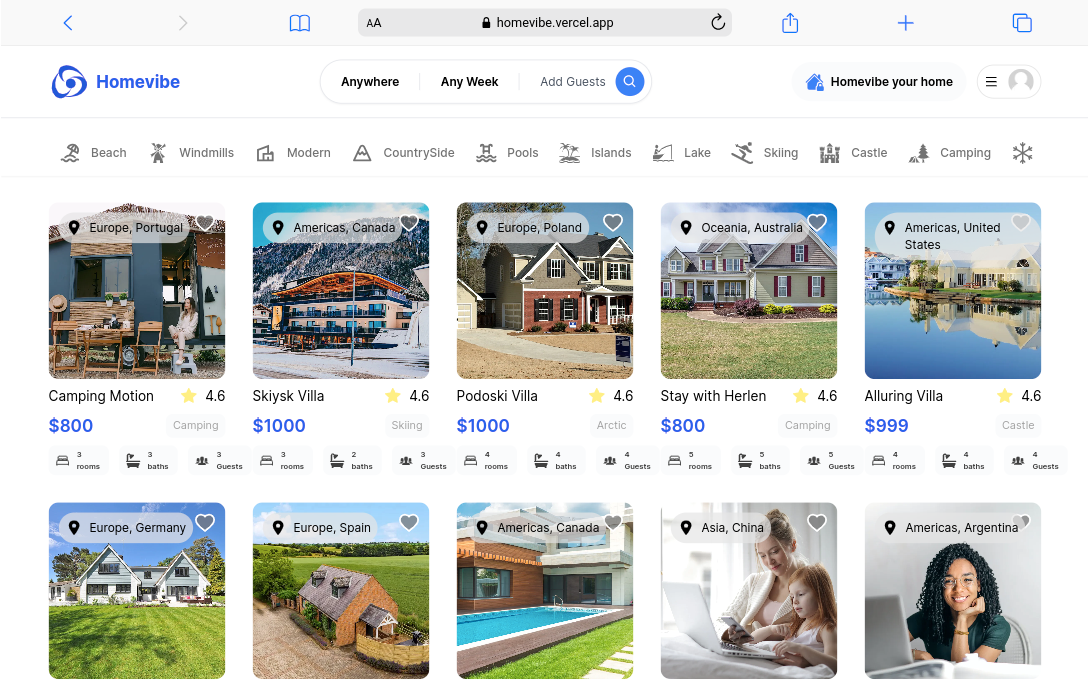 AA
homevibe.vercel.app
Homevibe
Anywhere
Any Week
Add Guests
Homevibe your home
Beach
Windmills
Modern
CountrySide
Pools
Islands
Lake
Skiing
Castle
Camping
Europe, Portugal
Americas, Canada
Europe, Poland
Oceania, Australia
Americas, United
States
Camping Motion
4.6
Skiysk Villa
4.6
Podoski Villa
4.6
Stay with Herlen
4.6
Alluring Villa
4.6
$800
Camping
$1000
Skiing
$1000
Arctic
$800
Camping
$999
Castle
3
rooms
3
baths
3
Guests
3
rooms
2
baths
3
Guests
4
rooms
4
baths
4
Guests
5
rooms
5
baths
5
Guests
4
rooms
4
baths
4
Guests
Europe, Germany
Europe, Spain
Americas, Canada
Asia, China
Americas, Argentina